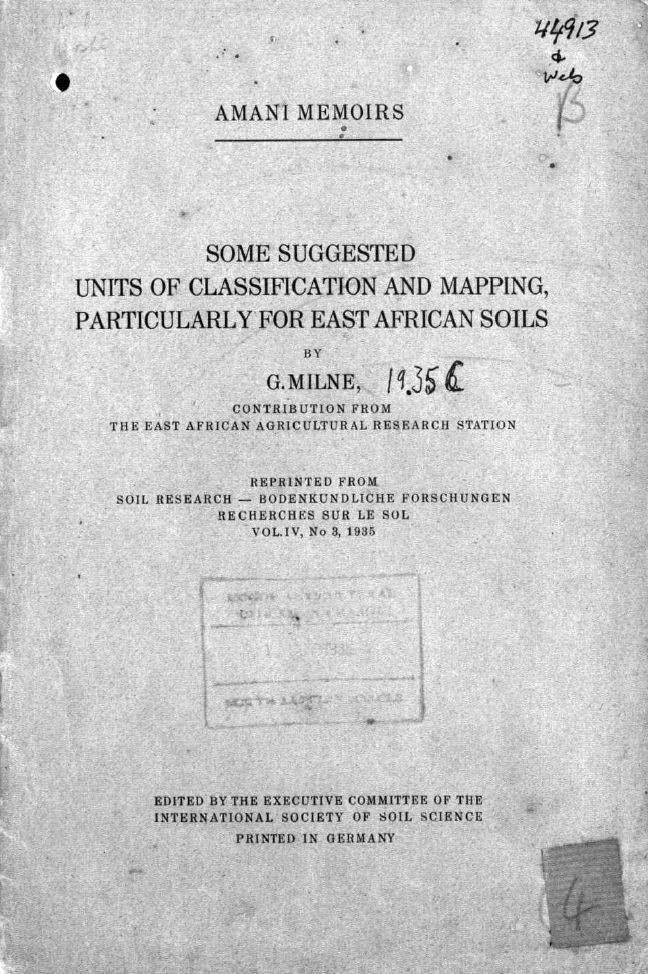 44913
&
Web
B
AMANI MEMOIRS
SOME SUGGESTED
UNITS OF CLASSIFICATION AND MAPPING,
PARTICULARLY FOR EAST AFRICAN SOILS
BY
G. MILNE, 1935
CONTRIBUTION FROM
THE EAST AFRICAN AGRICULTURAL RESEARCH STATION
REPRINTED FROM
SOIL RESEARCH — BODENKUNDLICHE FORSCHUNGEN
RECHERCHES SUR LE SOL
VOL.IV, No 3, 1935
EDITED BY THE EXECUTIVE COMMITTEE OF THE
INTERNATIONAL SOCIETY OF SOIL SCIENCE
PRINTED IN GERMANY
4